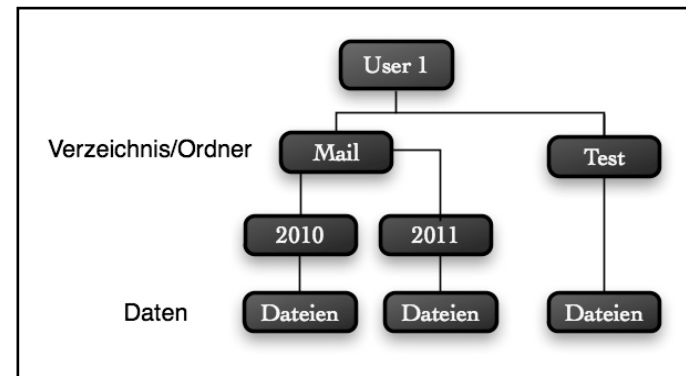 User 1
Verzeichnis/Ordner
Mail
Test
2010
2011
Daten
Dateien
Dateien
Dateien